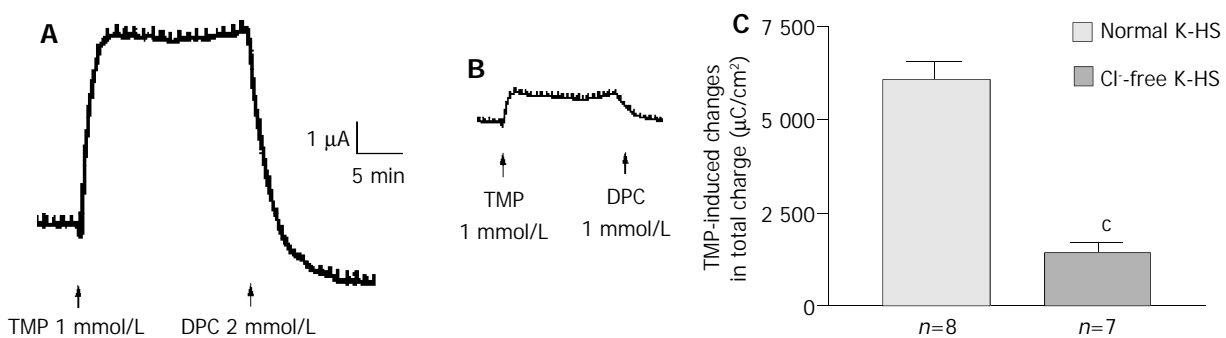 A
1 µA
5 min
TMP 1 mmol/L
DPC 2 mmol/L
B
TMP
1 mmol/L
DPC
1 mmol/L
C
TMP-induced changes
in total charge (µC/cm²)
7 500
5 000
2 500
0
Normal K-HS
Cl⁻-free K-HS
c
n=8
n=7